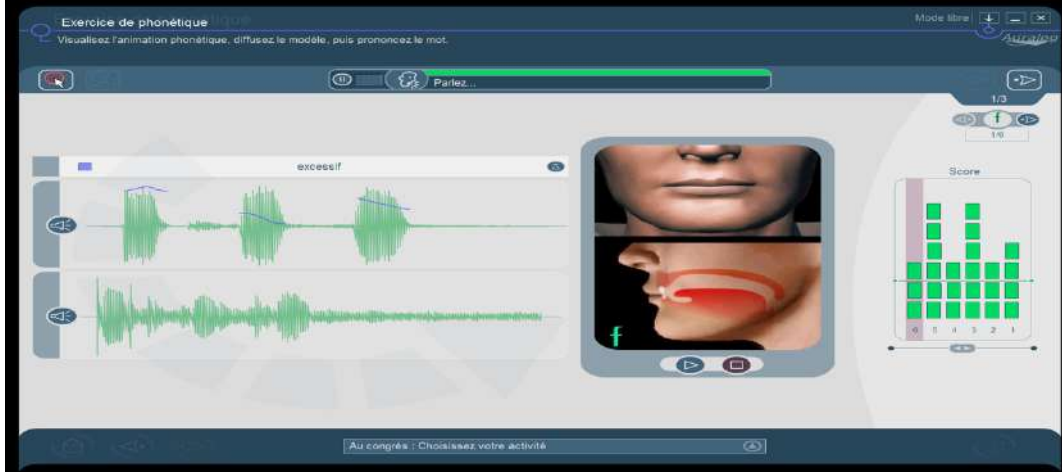 Exercice de phonétique
Mode libre
Visualisez l'animation phonétique, diffusez le modèle, puis prononcez le mot.
Auralog
Parlez...
1/3
f
1/6
excessif
Score
f
6 5 4 3 2 1
Au congrès : Choisissez votre activité